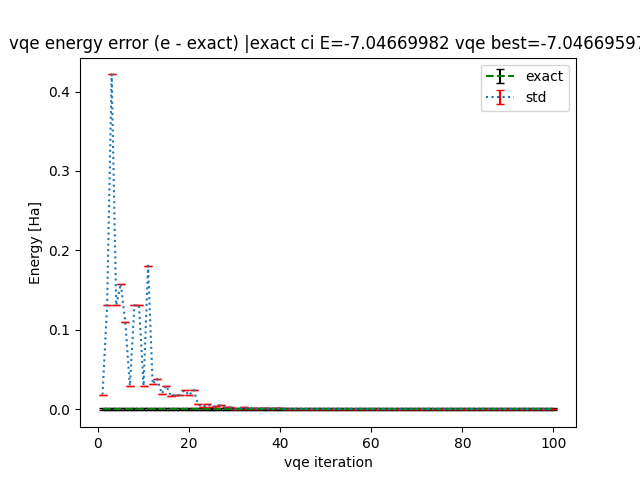 vqe energy error (e - exact) |exact ci E=-7.04669982 vqe best=-7.04669597
exact
std
Energy [Ha]
0.4
0.3
0.2
0.1
0.0
0 20 40 60 80 100
vqe iteration